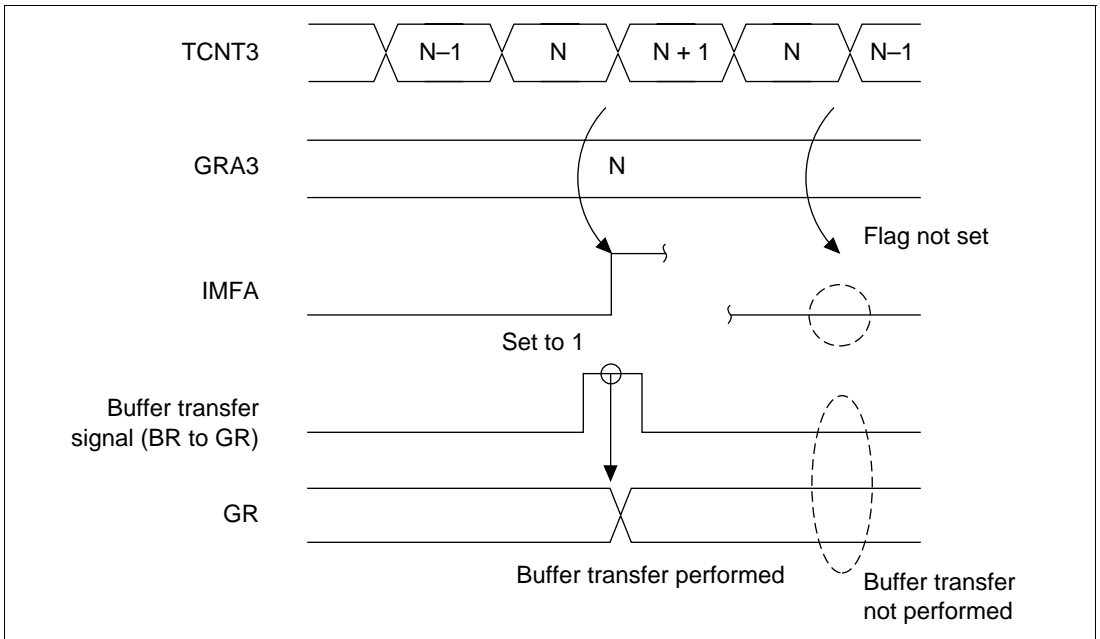 TCNT3
N–1
N
N + 1
N
N–1
GRA3
N
Flag not set
IMFA
Set to 1
Buffer transfer
signal (BR to GR)
GR
Buffer transfer performed
Buffer transfer
not performed